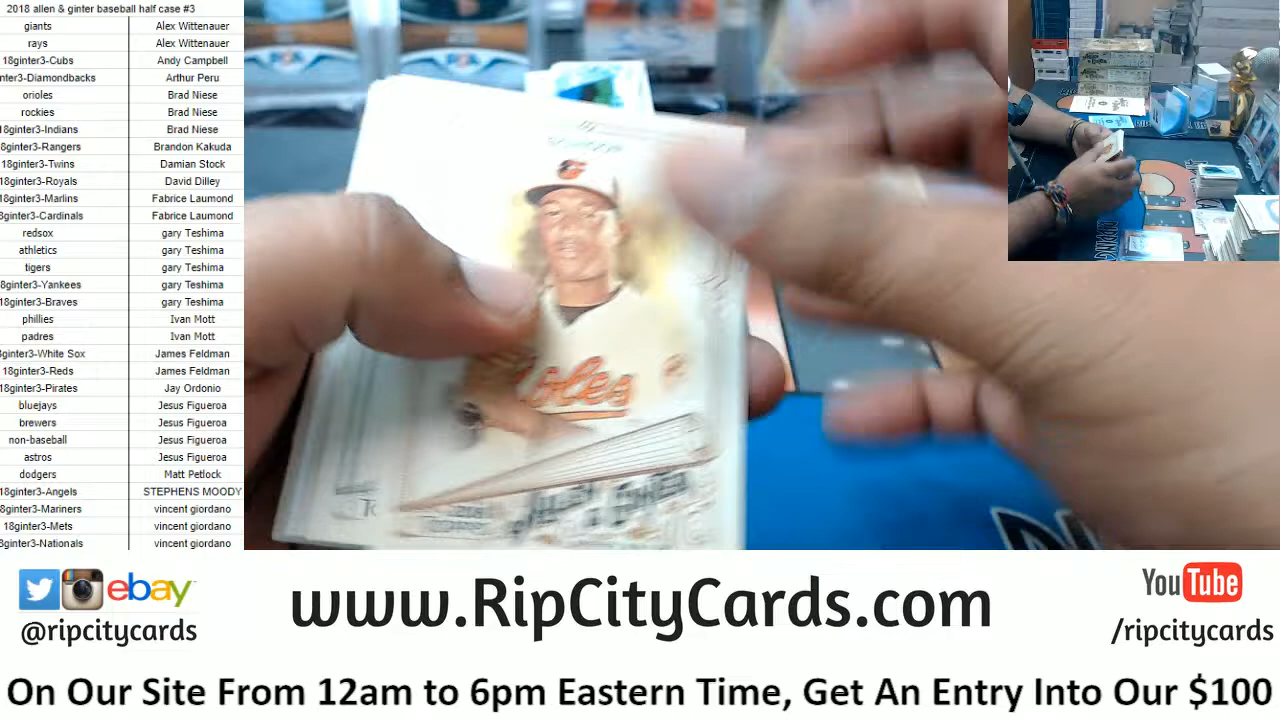 2018 allen & ginter baseball half case #3
giants Alex Wittenauer
rays Alex Wittenauer
18ginter3-Cubs Andy Campbell
nter3-Diamondbacks Arthur Peru
orioles Brad Niese
rockies Brad Niese
18ginter3-Indians Brad Niese
8ginter3-Rangers Brandon Kakuda
18ginter3-Twins Damian Stock
18ginter3-Royals David Dilley
18ginter3-Marlins Fabrice Laumond
8ginter3-Cardinals Fabrice Laumond
redsox gary Teshima
athletics gary Teshima
tigers gary Teshima
8ginter3-Yankees gary Teshima
18ginter3-Braves gary Teshima
phillies Ivan Mott
padres Ivan Mott
ginter3-White Sox James Feldman
18ginter3-Reds James Feldman
18ginter3-Pirates Jay Ordonio
bluejays Jesus Figueroa
brewers Jesus Figueroa
non-baseball Jesus Figueroa
astros Jesus Figueroa
dodgers Matt Petlock
18ginter3-Angels STEPHENS MOODY
8ginter3-Mariners vincent giordano
18ginter3-Mets vincent giordano
8ginter3-Nationals vincent giordano
ebay
@ripcitycards
www.RipCityCards.com
YouTube
/ripcitycards
On Our Site From 12am to 6pm Eastern Time, Get An Entry Into Our $100